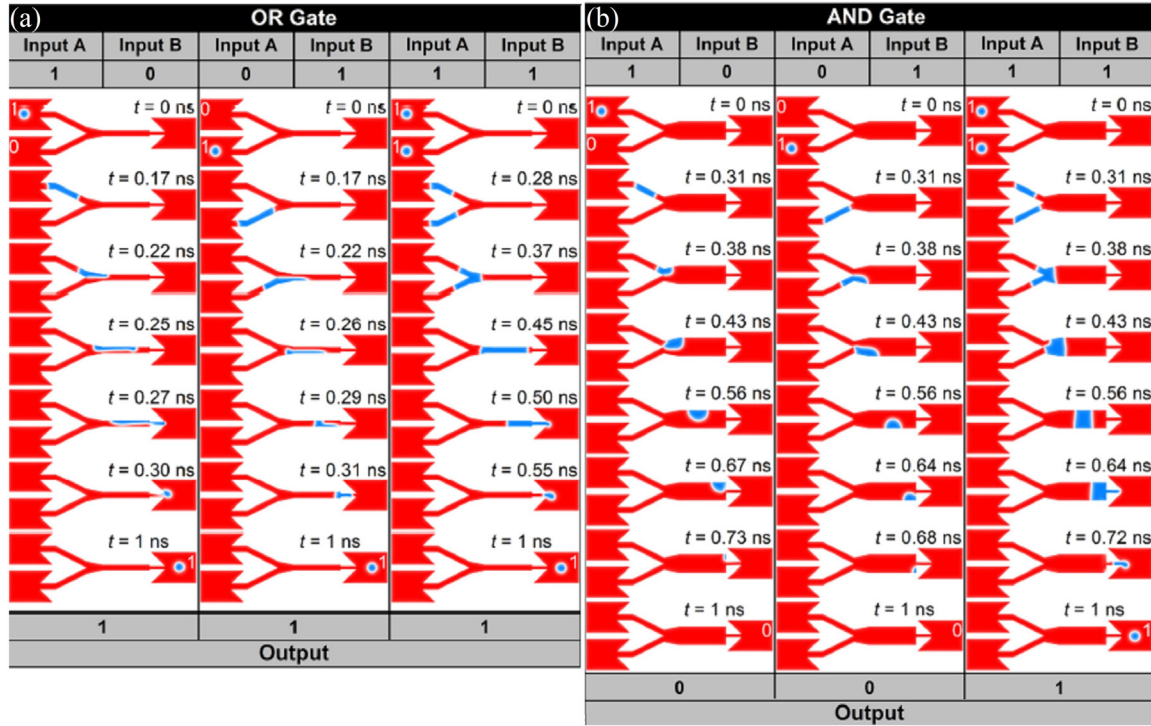 (a) OR Gate
Input A Input B Input A Input B Input A Input B
1 0 0 1 1 1
t = 0 ns t = 0 ns t = 0 ns
1 0 1
0 1 1
t = 0.17 ns t = 0.17 ns t = 0.28 ns
t = 0.22 ns t = 0.22 ns t = 0.37 ns
t = 0.25 ns t = 0.26 ns t = 0.45 ns
t = 0.27 ns t = 0.29 ns t = 0.50 ns
t = 0.30 ns t = 0.31 ns t = 0.55 ns
t = 1 ns t = 1 ns t = 1 ns
1 1 1
1 1 1
Output
(b) AND Gate
Input A Input B Input A Input B Input A Input B
1 0 0 1 1 1
t = 0 ns t = 0 ns t = 0 ns
1 0 1
0 1 1
t = 0.31 ns t = 0.31 ns t = 0.31 ns
t = 0.38 ns t = 0.38 ns t = 0.38 ns
t = 0.43 ns t = 0.43 ns t = 0.43 ns
t = 0.56 ns t = 0.56 ns t = 0.56 ns
t = 0.67 ns t = 0.64 ns t = 0.64 ns
t = 0.73 ns t = 0.68 ns t = 0.72 ns
t = 1 ns t = 1 ns t = 1 ns
0 0 1
0 0 1
Output